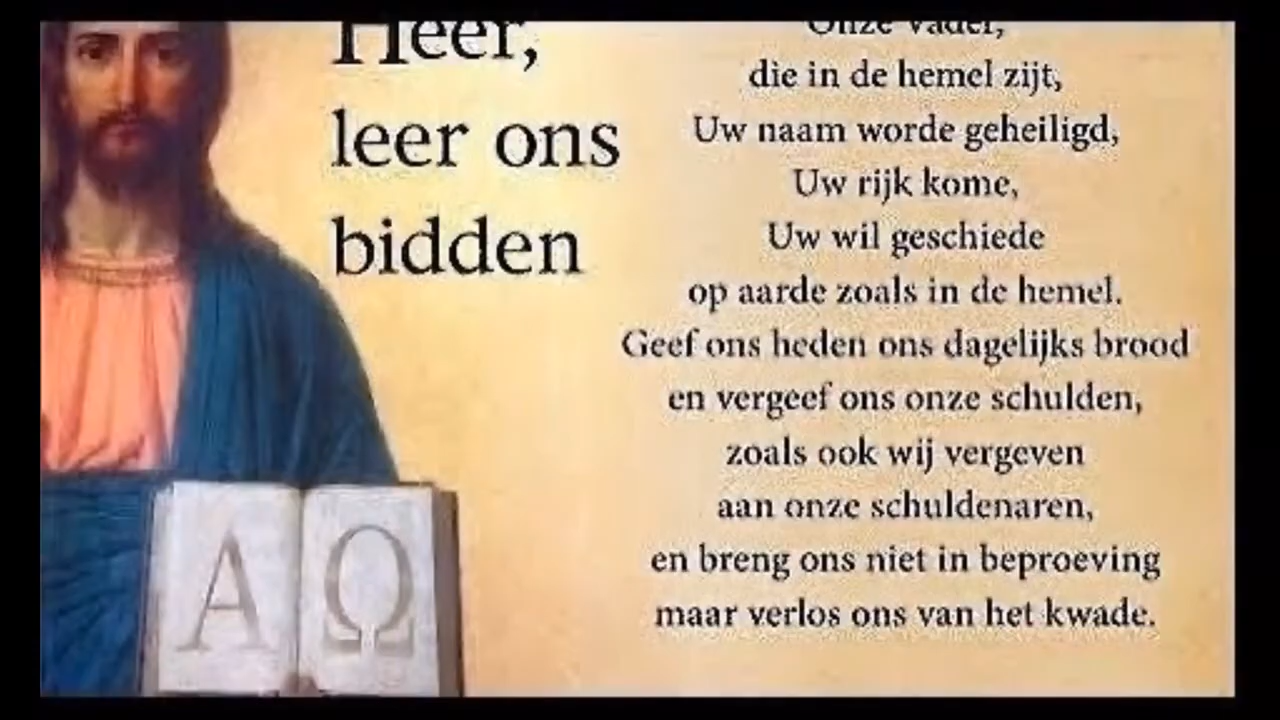 Heer,
leer ons
bidden
Onze Vader,
die in de hemel zijt,
Uw naam worde geheiligd,
Uw rijk kome,
Uw wil geschiede
op aarde zoals in de hemel.
Geef ons heden ons dagelijks brood
en vergeef ons onze schulden,
zoals ook wij vergeven
aan onze schuldenaren,
en breng ons niet in beproeving
maar verlos ons van het kwade.
Α Ω